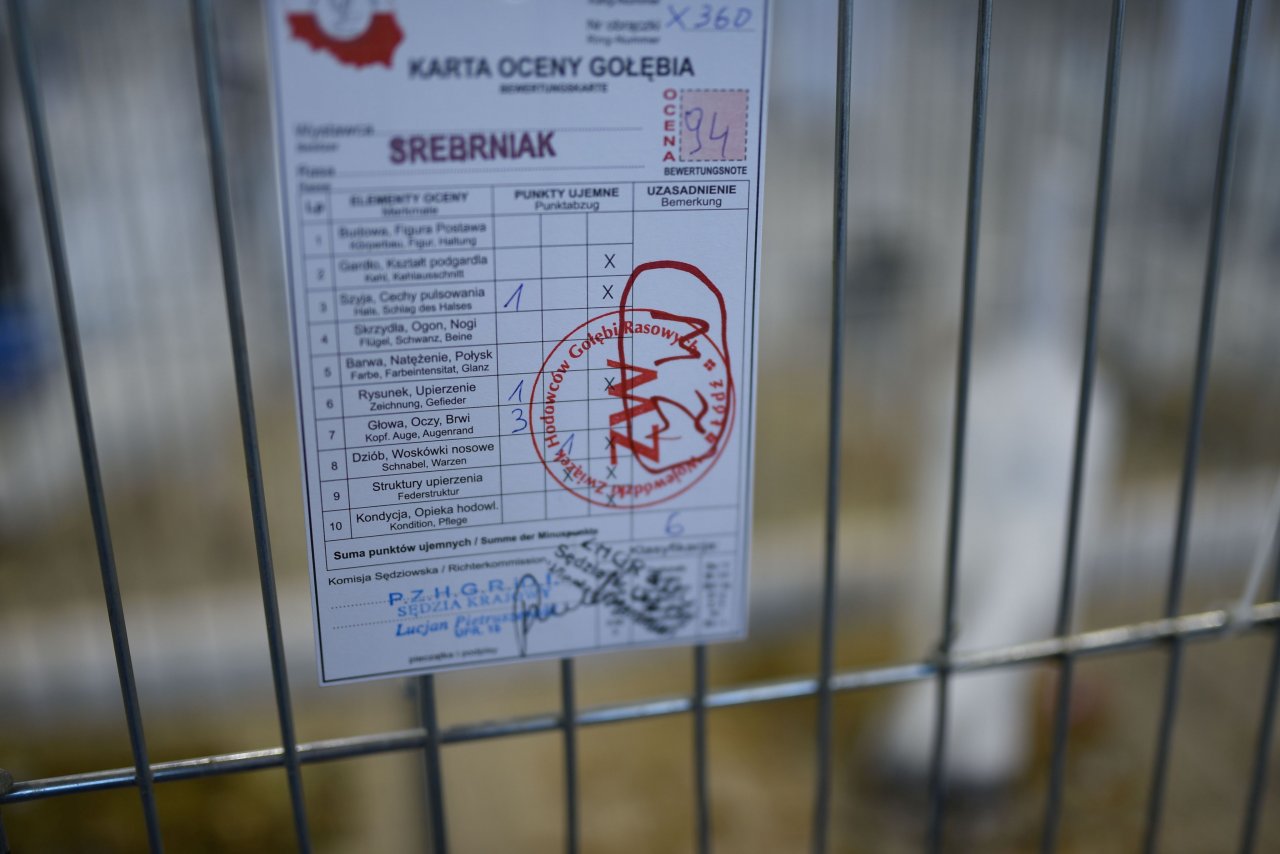 Nr obrączki X360
Ring-Nummer
KARTA OCENY GOŁĘBIA
BEWERTUNGSKARTE
OCENA
94
BEWERTUNGSNOTE
Wystawca
SREBRNIAK
Rasa
Lp
ELEMENTY OCENY
Merkmale
PUNKTY UJEMNE
Punktabzug
UZASADNIENIE
Bemerkung
1 Budowa, Figura Postawa
Körperbau, Figur, Haltung
2 Gardło, Kształt podgardla X
Kehl, Kehlausschnitt
3 Szyja, Cechy pulsowania 1 X
Hals, Schlag des Halses
4 Skrzydła, Ogon, Nogi
Flügel, Schwanz, Beine
5 Barwa, Natężenie, Połysk
Farbe, Farbeintensitat, Glanz
6 Rysunek, Upierzenie 1 X
Zeichnung, Gefieder
7 Głowa, Oczy, Brwi 3
Kopf. Auge, Augenrand
8 Dziób, Woskówki nosowe 1 X
Schnabel, Warzen
9 Struktury upierzenia X X
Federstruktur
10 Kondycja, Opieka hodowl. X
Kondition, Pflege
Wojewódzki Związek Hodowców Gołębi Rasowych
Suma punktów ujemnych / Summe der Minuspunkte 6
Komisja Sędziowska / Richterkommission
Klasyfikacja
SĘDZIA KRAJOWY
Lucjan
UPR. 16
pieczątka i podpis